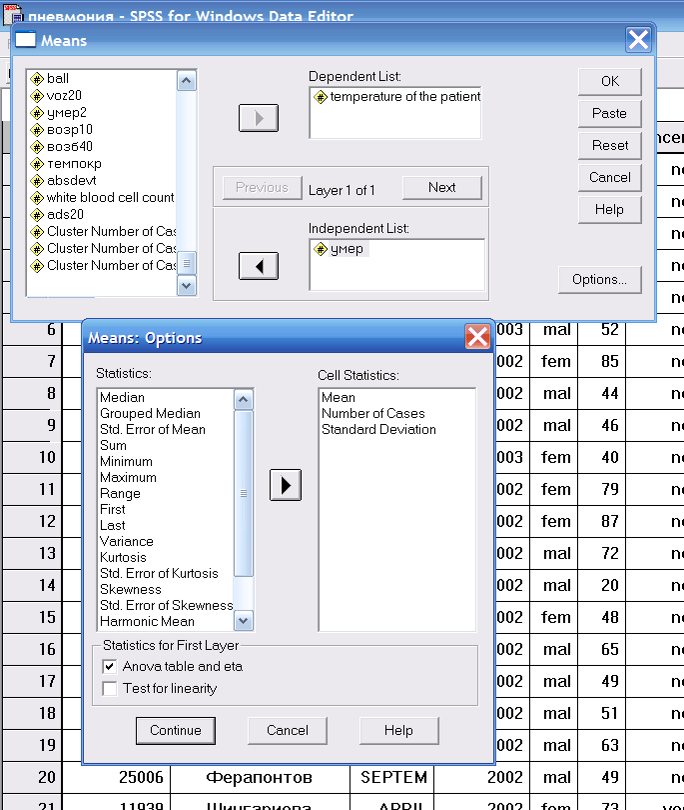 пневмония - SPSS for Windows Data Editor
Means
ball
voz20
умер2
возр10
возб40
темпокр
absdevt
white blood cell count
ads20
Cluster Number of Cas
Cluster Number of Cas
Cluster Number of Cas
Dependent List:
temperature of the patient
Previous
Layer 1 of 1
Next
Independent List:
умер
OK
Paste
Reset
Cancel
Help
Options...
6 003 mal 52
7 002 fem 85
8 002 mal 44
9 002 mal 46
10 003 fem 40
11 002 fem 79
12 002 fem 87
13 002 mal 72
14 002 mal 20
15 002 fem 48
16 002 mal 65
17 002 mal 49
18 002 mal 51
19 002 mal 63
20 25006 Ферапонтов SEPTEM 2002 mal 49
21 11939 Шингариова APRIL 2002 fem 73
Means: Options
Statistics:
Median
Grouped Median
Std. Error of Mean
Sum
Minimum
Maximum
Range
First
Last
Variance
Kurtosis
Std. Error of Kurtosis
Skewness
Std. Error of Skewness
Harmonic Mean
Cell Statistics:
Mean
Number of Cases
Standard Deviation
Statistics for First Layer
Anova table and eta
Test for linearity
Continue
Cancel
Help